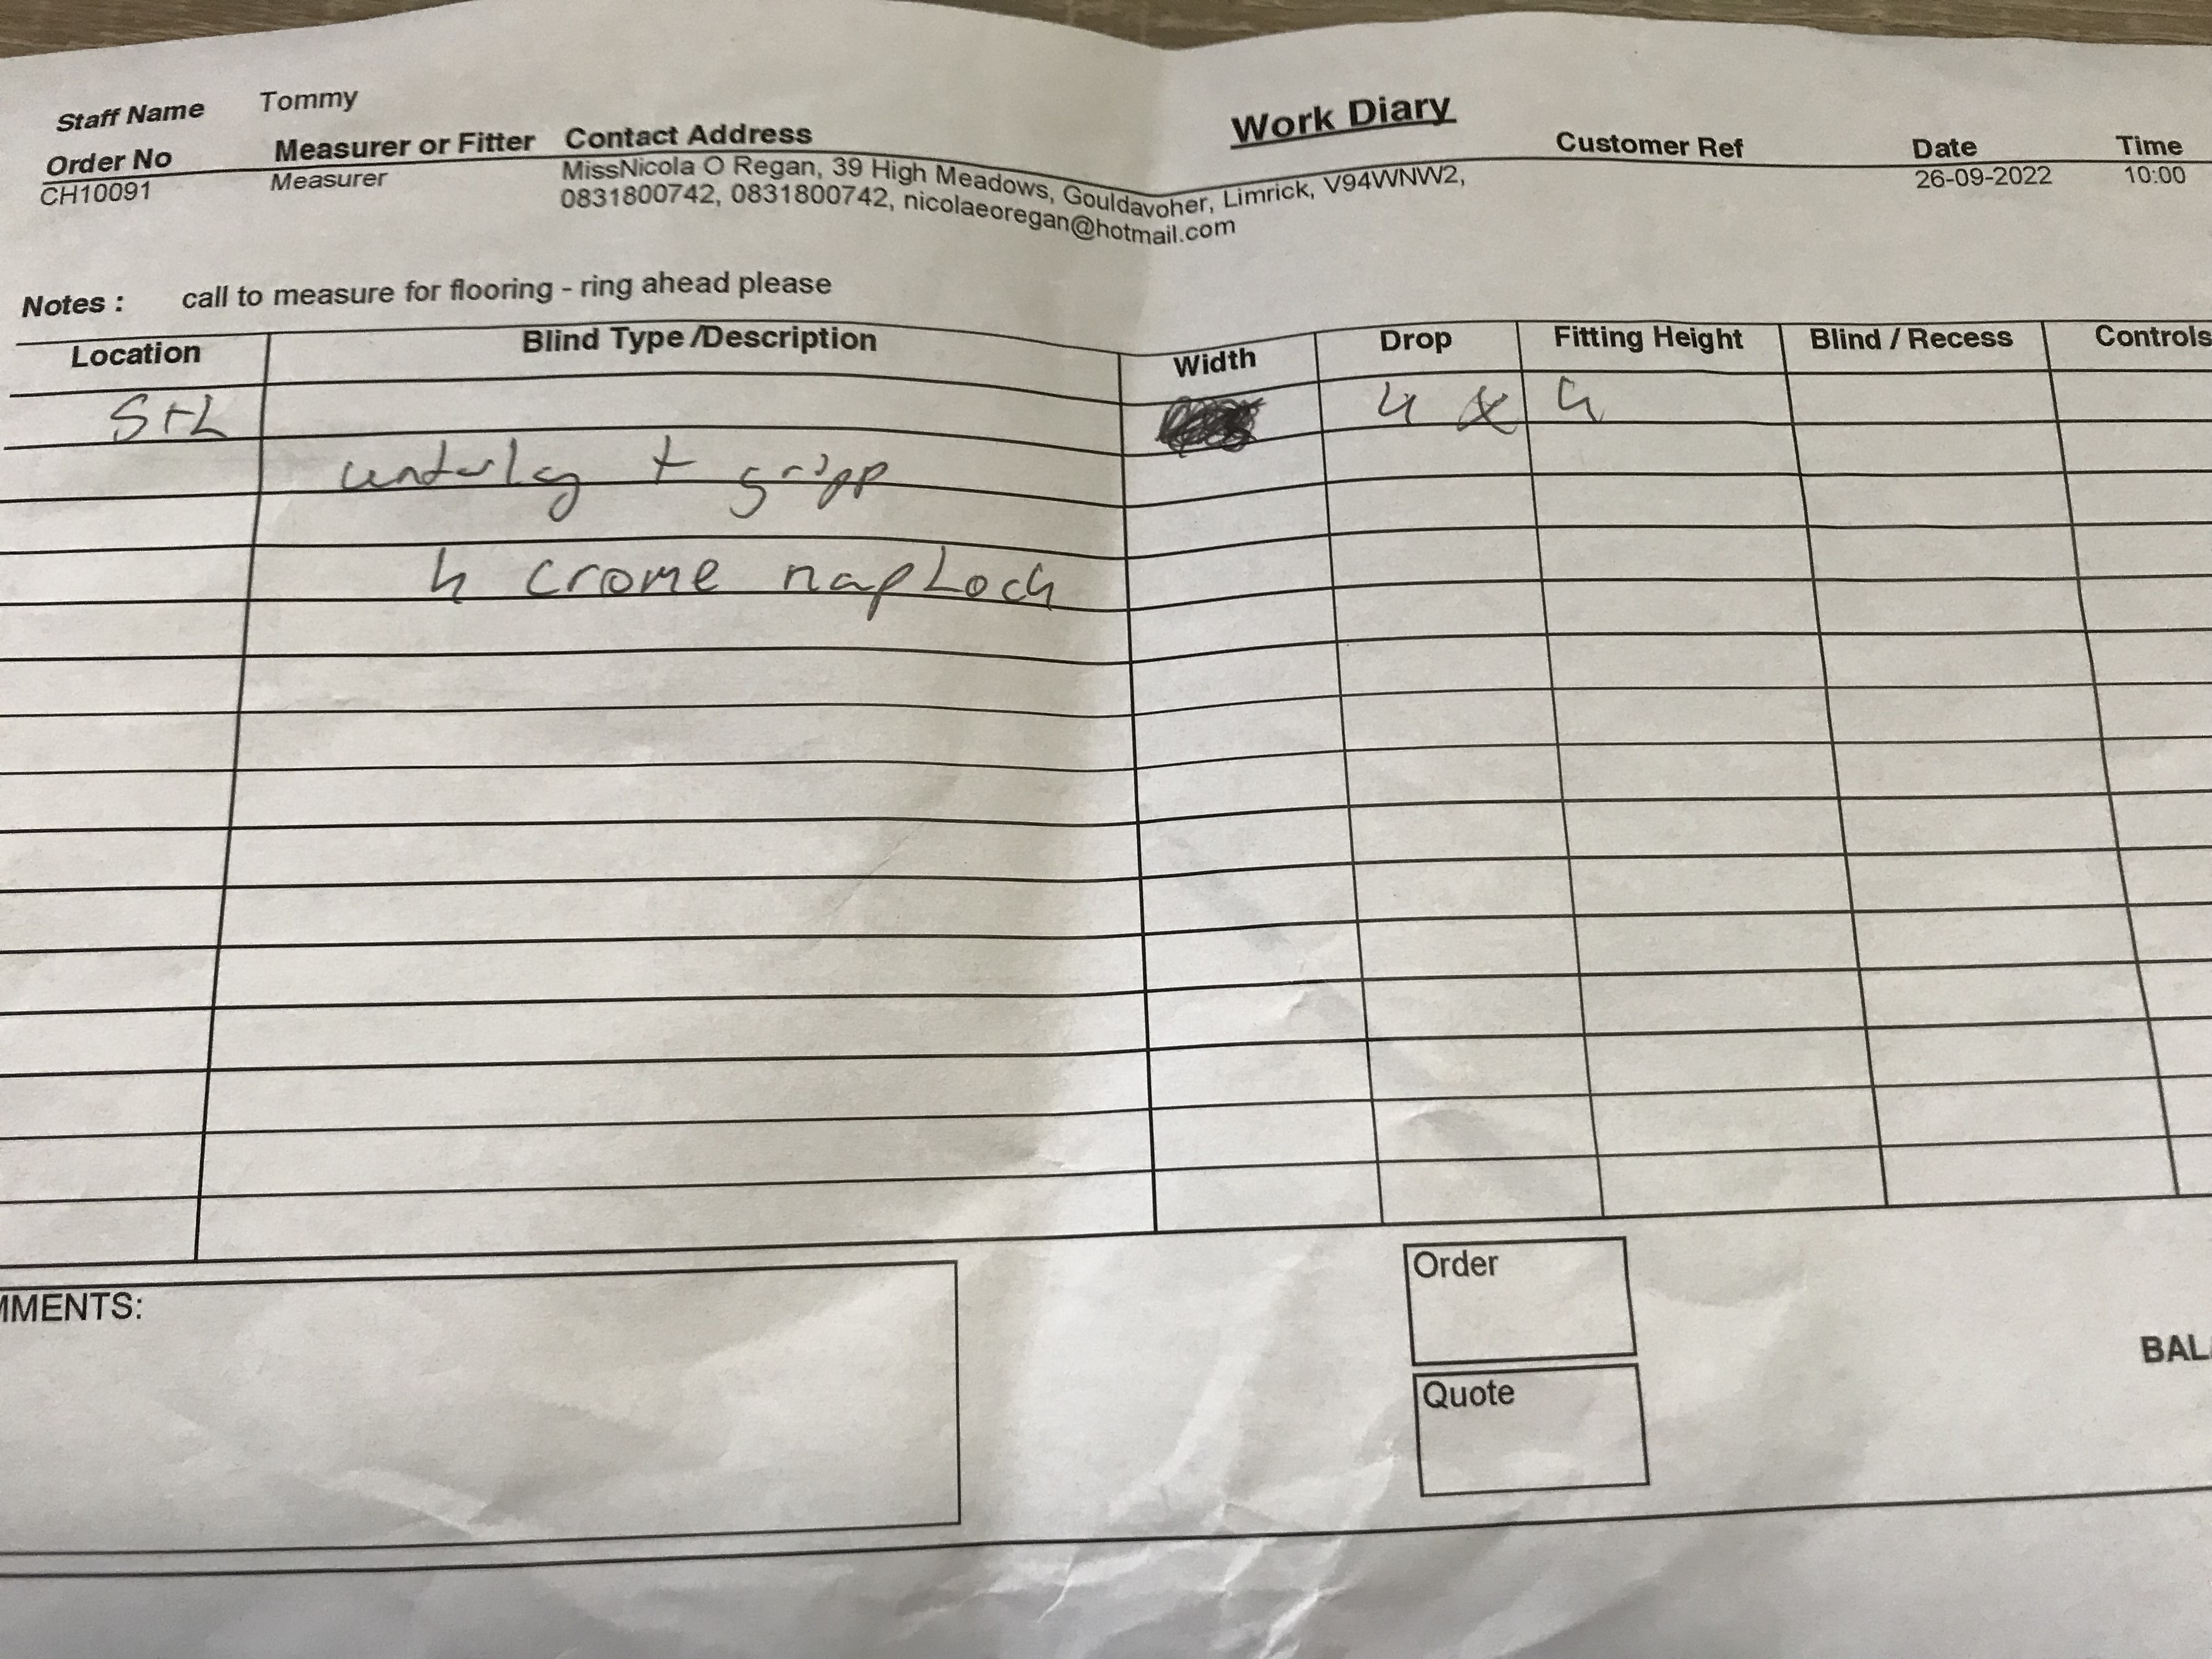 Work Diary
Staff Name Tommy
Order No Measurer or Fitter Contact Address Customer Ref Date Time
CH10091 Measurer MissNicola O Regan, 39 High Meadows, Gouldavoher, Limrick, V94WNW2, 26-09-2022 10:00
0831800742, 0831800742, nicolaeoregan@hotmail.com
Notes : call to measure for flooring - ring ahead please
Location Blind Type /Description Width Drop Fitting Height Blind / Recess Controls
S+L 4 x 4
underlay + gripp
4 crome nap Lock
MMENTS:
Order
Quote
BAL